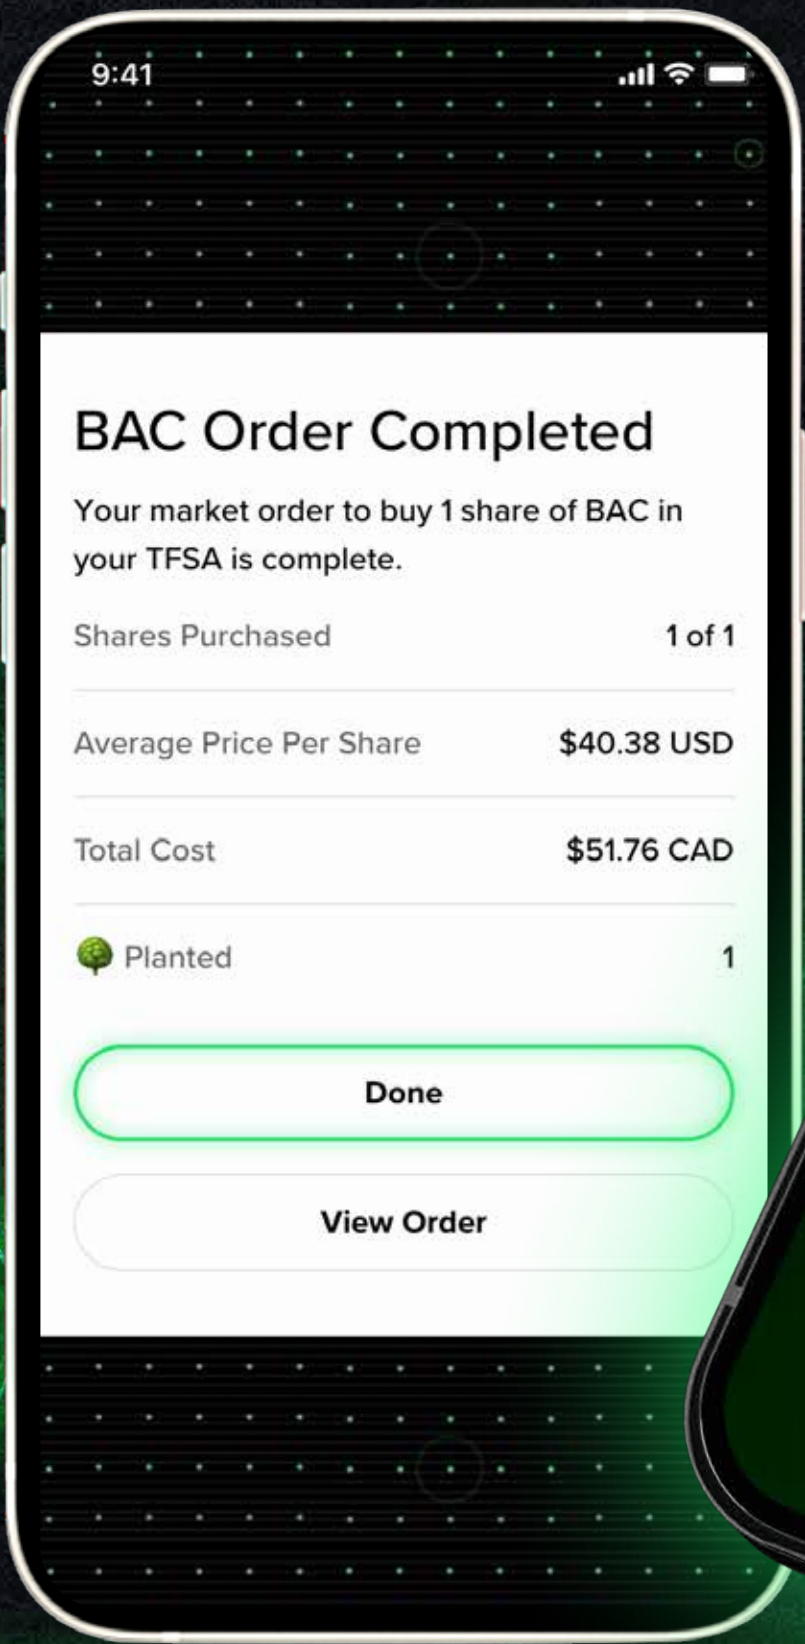 9:41
BAC Order Completed
Your market order to buy 1 share of BAC in
your TFSA is complete.
Shares Purchased 1 of 1
Average Price Per Share $40.38 USD
Total Cost $51.76 CAD
Planted 1
Done
View Order